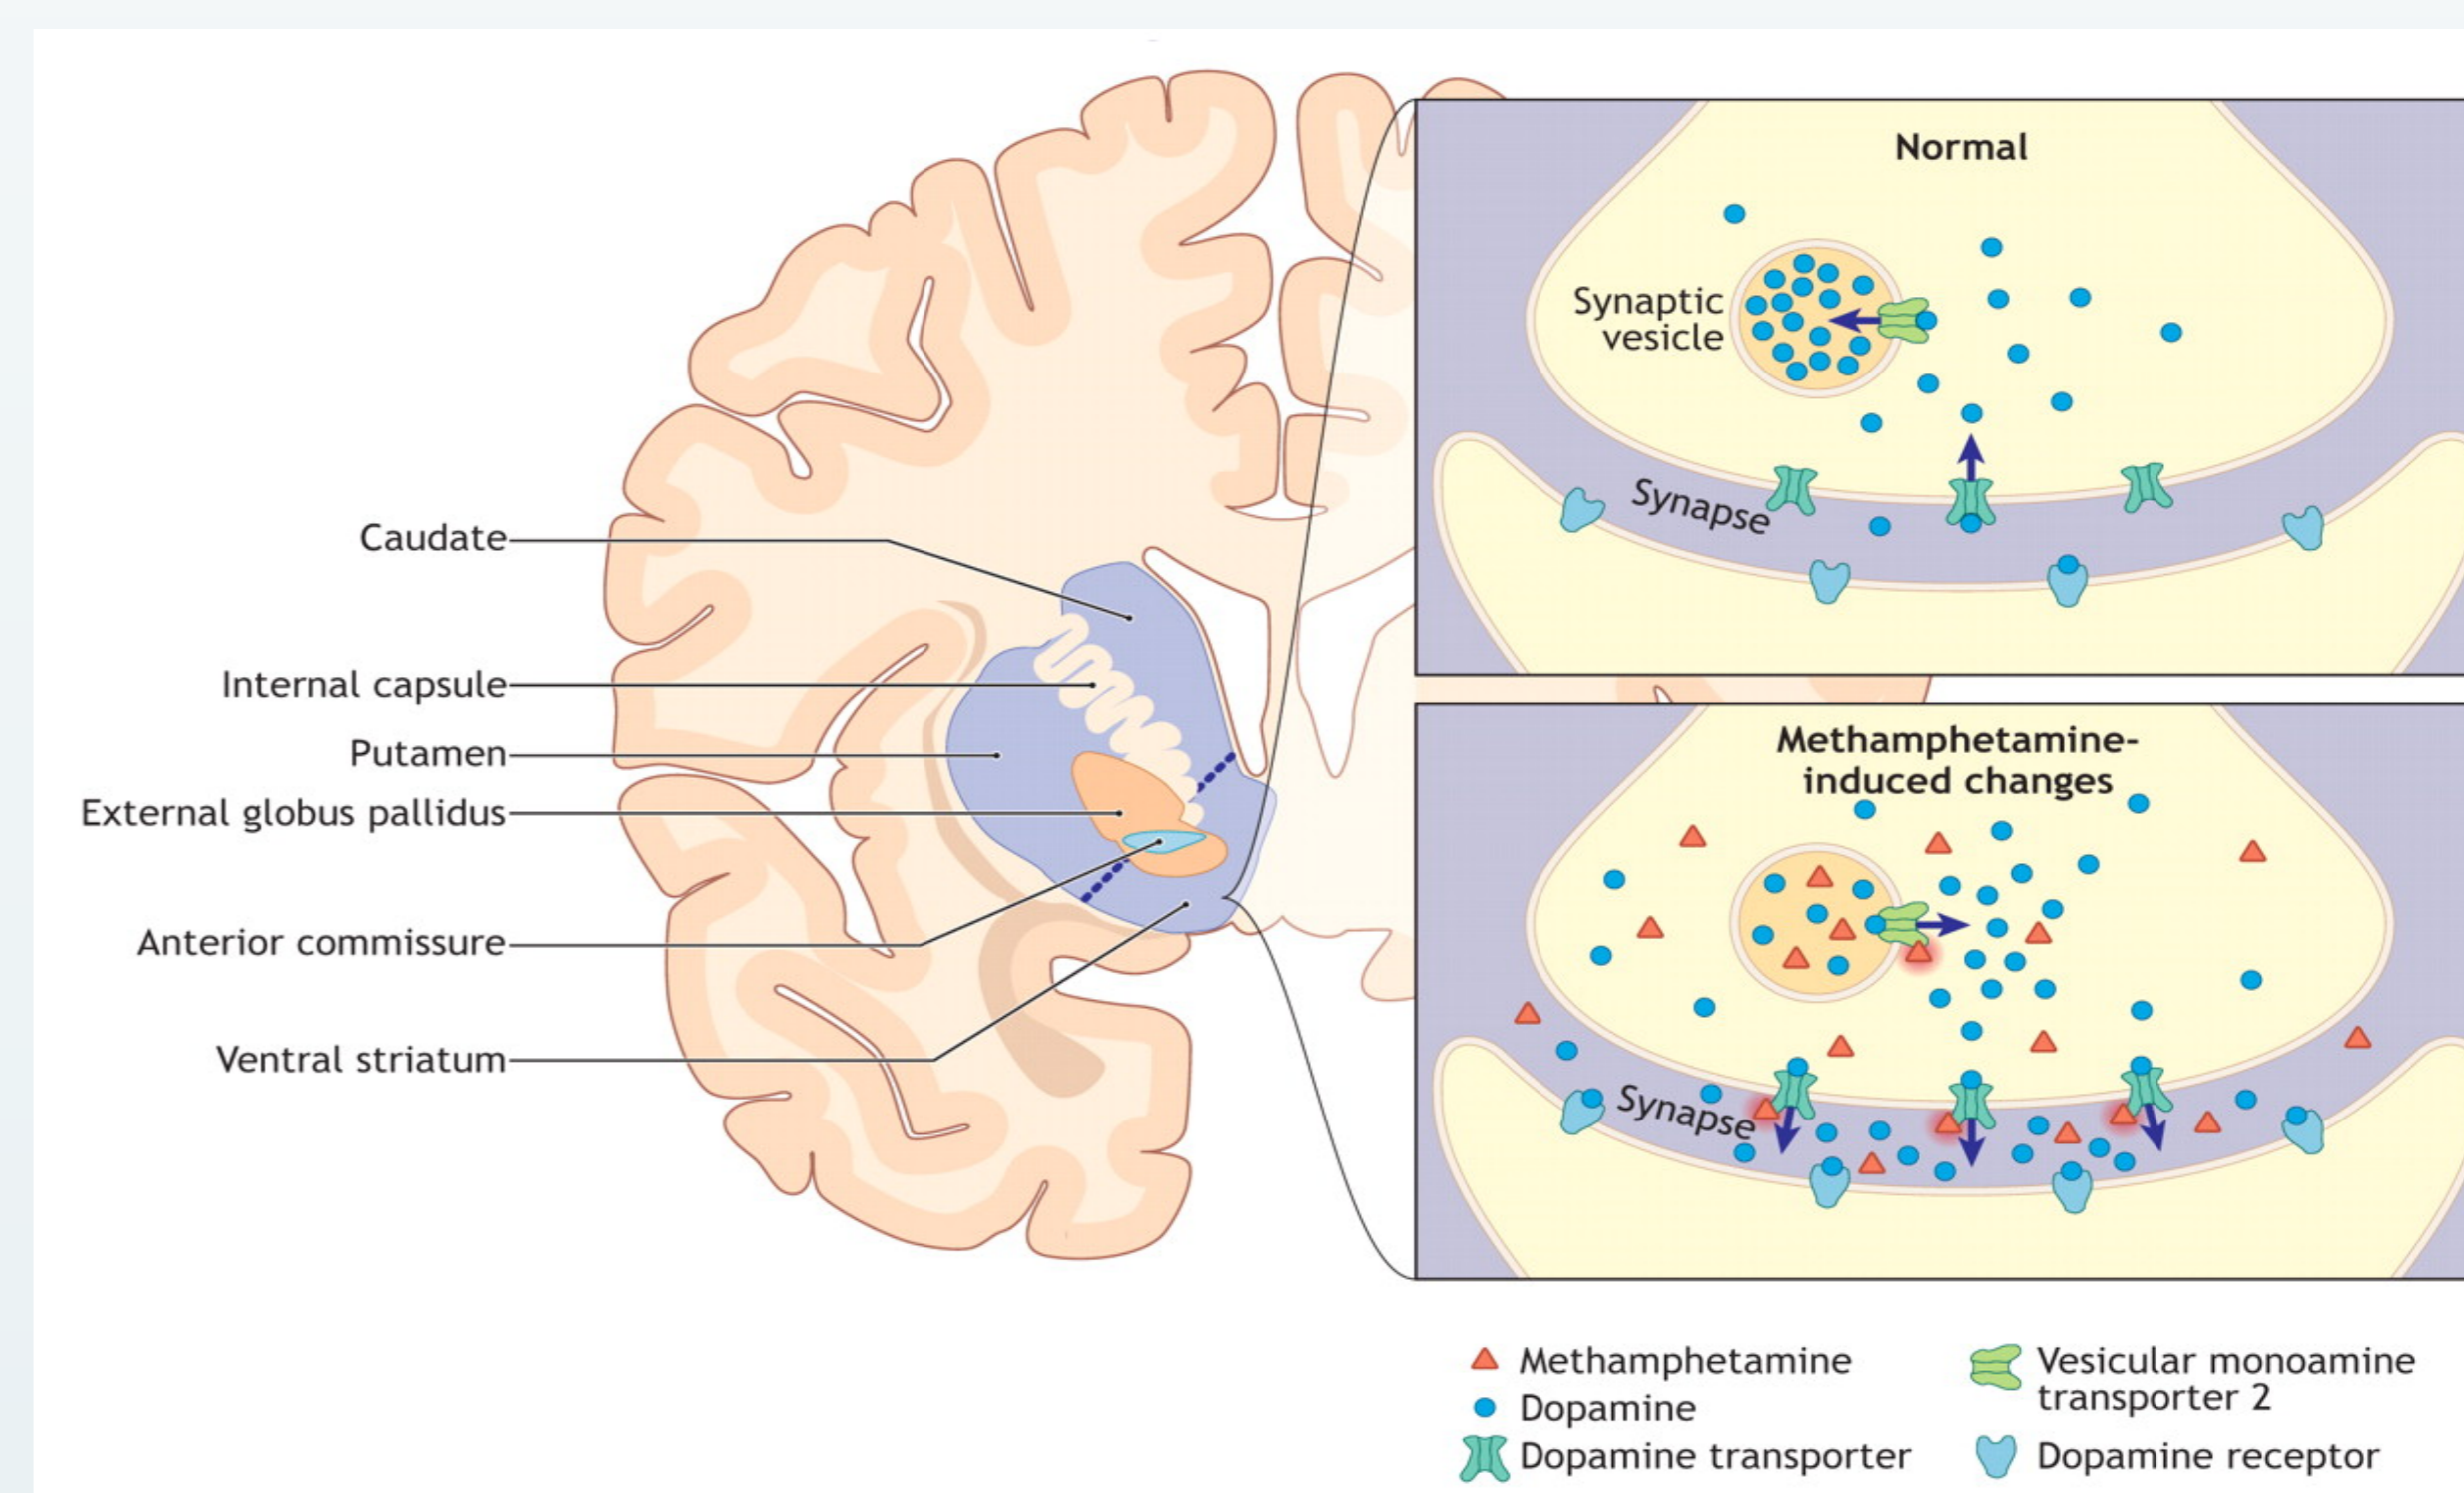 Caudate
Internal capsule
Putamen
External globus pallidus
Anterior commissure
Ventral striatum
Normal
Synaptic
vesicle
Synapse
Methamphetamine-
induced changes
Synapse
Methamphetamine
Dopamine
Dopamine transporter
Vesicular monoamine
transporter 2
Dopamine receptor